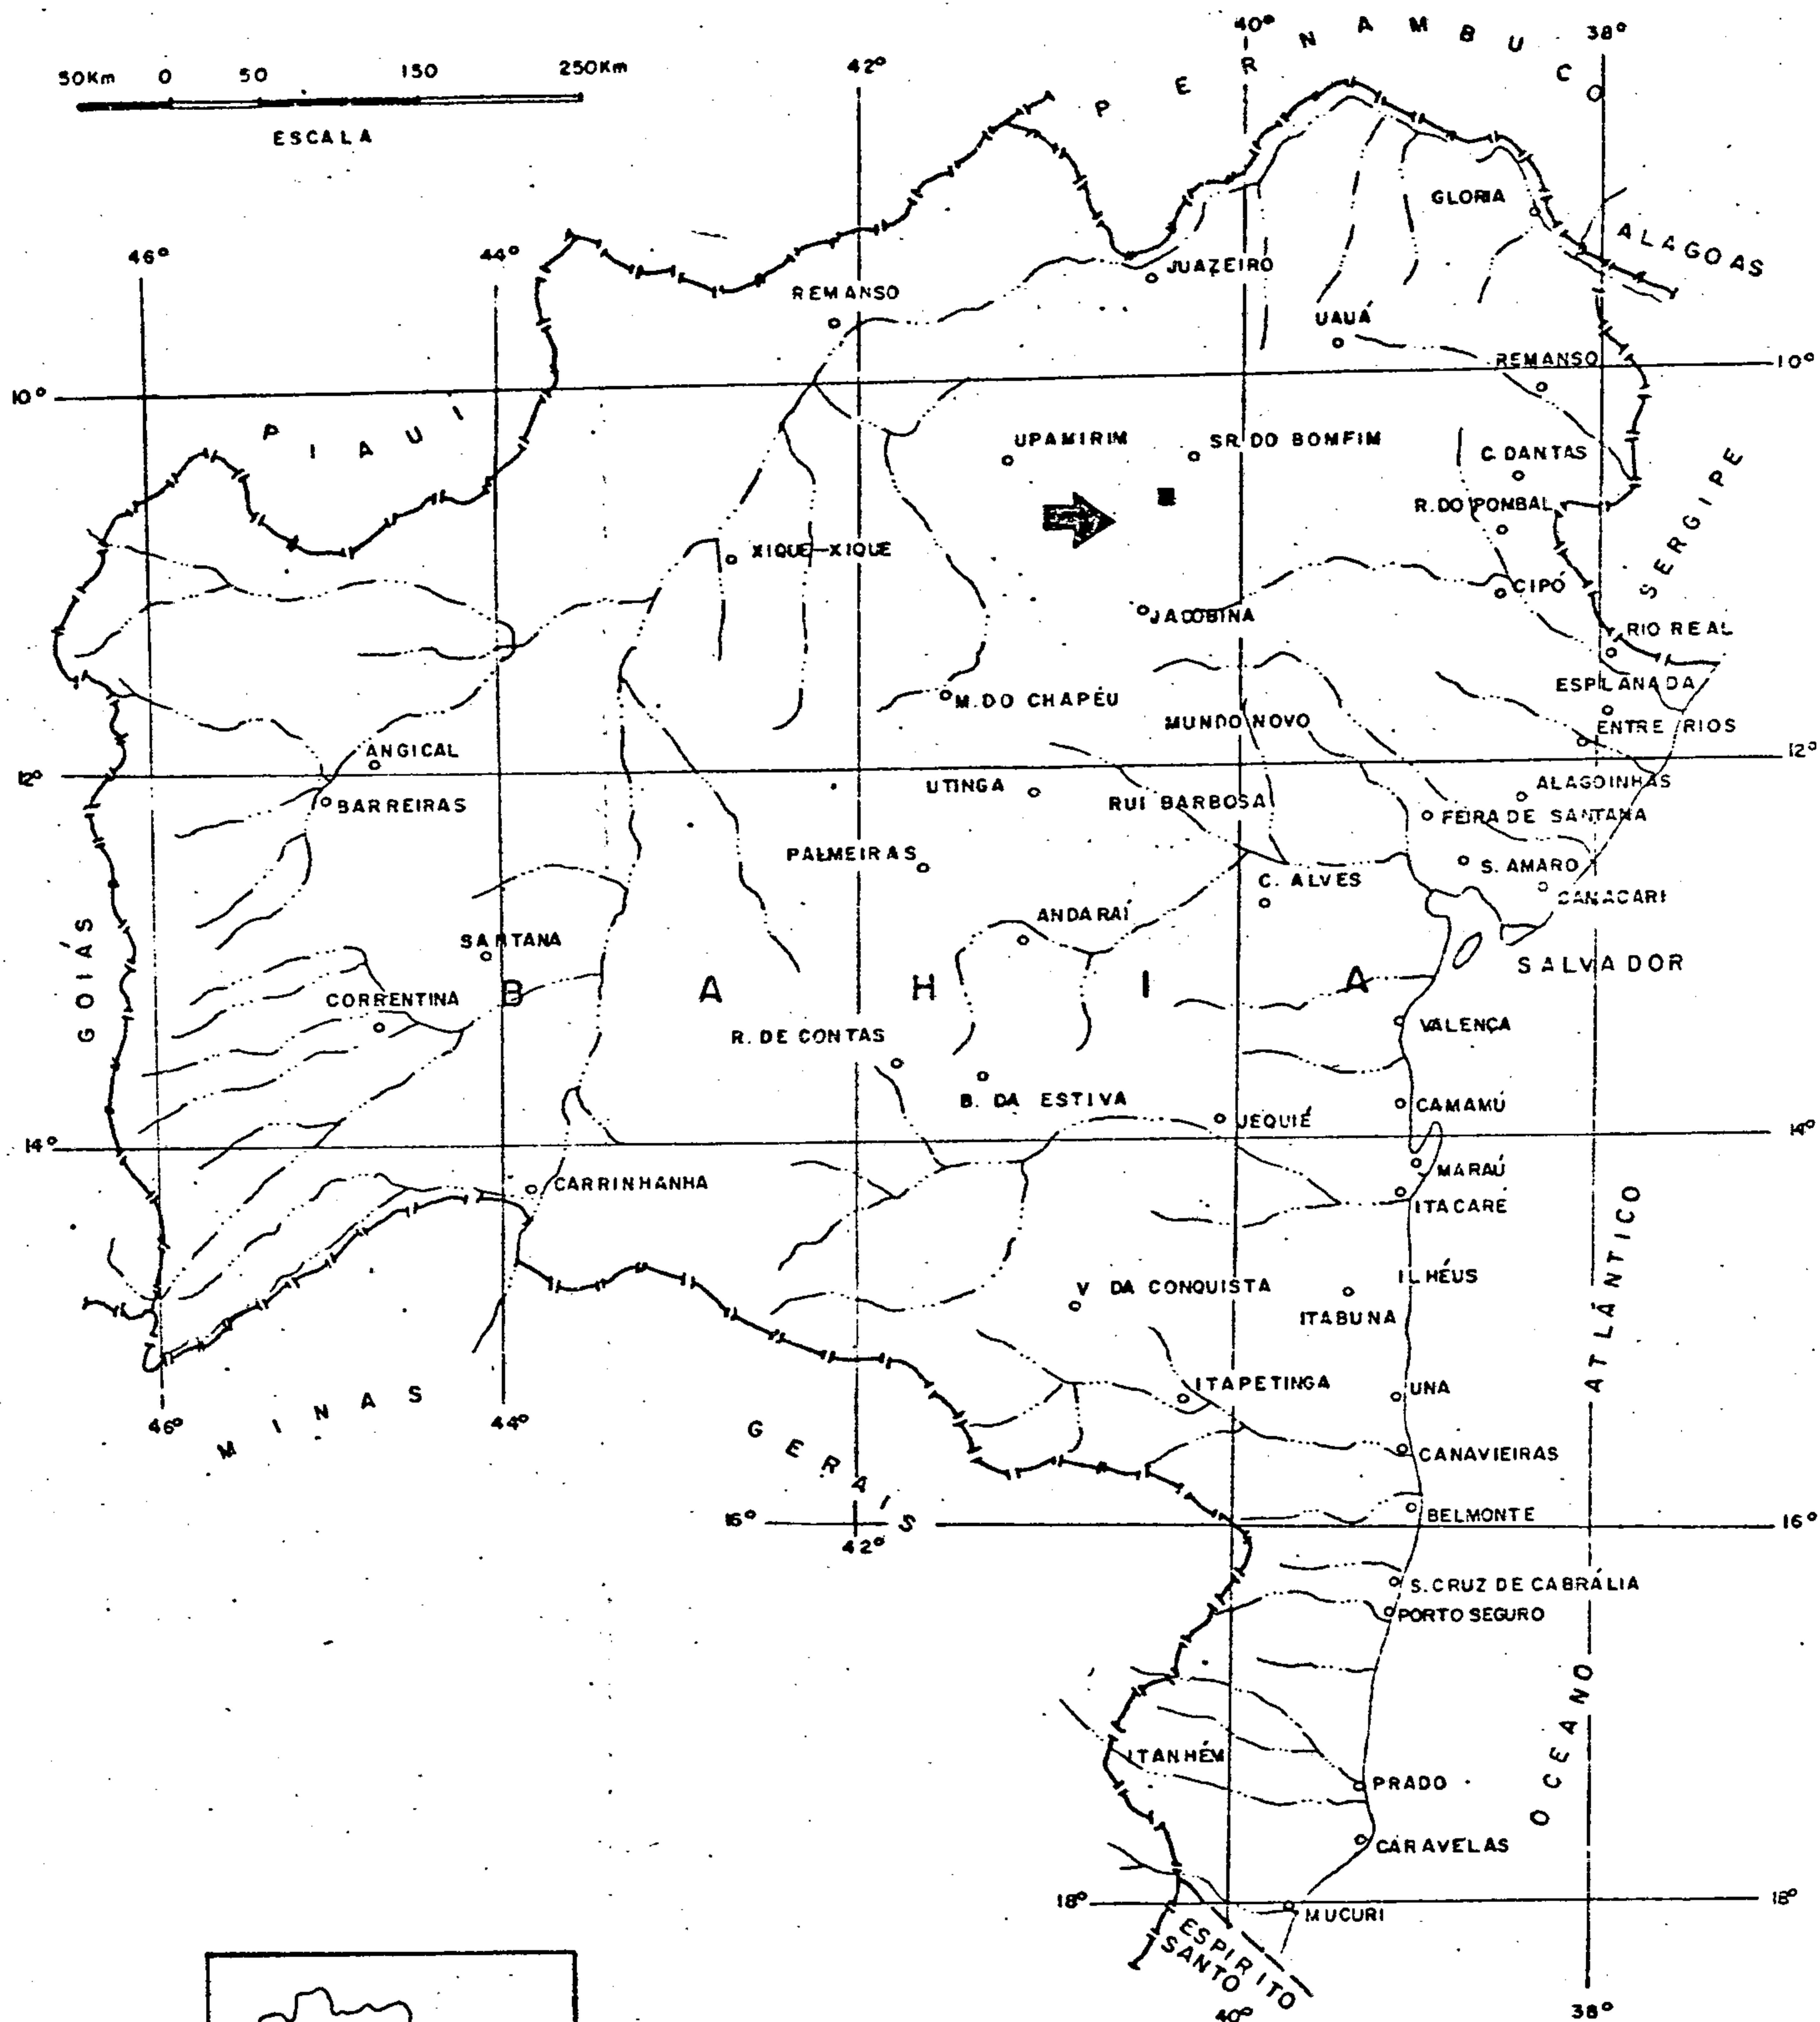 50Km 0 50 150 250Km
ESCALA
42°
40°
38°
PERNAMBUCO
46°
44°
GLORIA
ALAGOAS
JUAZEIRO
REMANSO
UAUÁ
REMANSO
10°
10°
PIAUÍ
UPAMIRIM
SR. DO BOMFIM
C. DANTAS
R. DO POMBAL
SERGIPE
XIQUE-XIQUE
CIPÓ
JACOBINA
RIO REAL
ESPLANADA
M. DO CHAPÉU
MUNDO NOVO
ENTRE RIOS
ANGICAL
12°
12°
UTINGA
ALAGOINHAS
BARREIRAS
RUI BARBOSA
FEIRA DE SANTANA
PALMEIRAS
S. AMARO
C. ALVES
CAMACARI
ANDARAÍ
GOIÁS
SANTANA
SALVADOR
CORRENTINA
BAHIA
VALENÇA
R. DE CONTAS
B. DA ESTIVA
CAMAMÚ
JEQUIÉ
14°
14°
MARAÚ
CARRINHANHA
ITACARÉ
ILHÉUS
V DA CONQUISTA
ITABUNA
OCEANO ATLÂNTICO
ITAPETINGA
UNA
46°
44°
MINAS GERAIS
CANAVIEIRAS
BELMONTE
16°
16°
42°
S. CRUZ DE CABRÁLIA
PORTO SEGURO
ITANHÉM
PRADO
CARAVELAS
18°
18°
MUCURI
ESPIRITO
SANTO
40°
38°